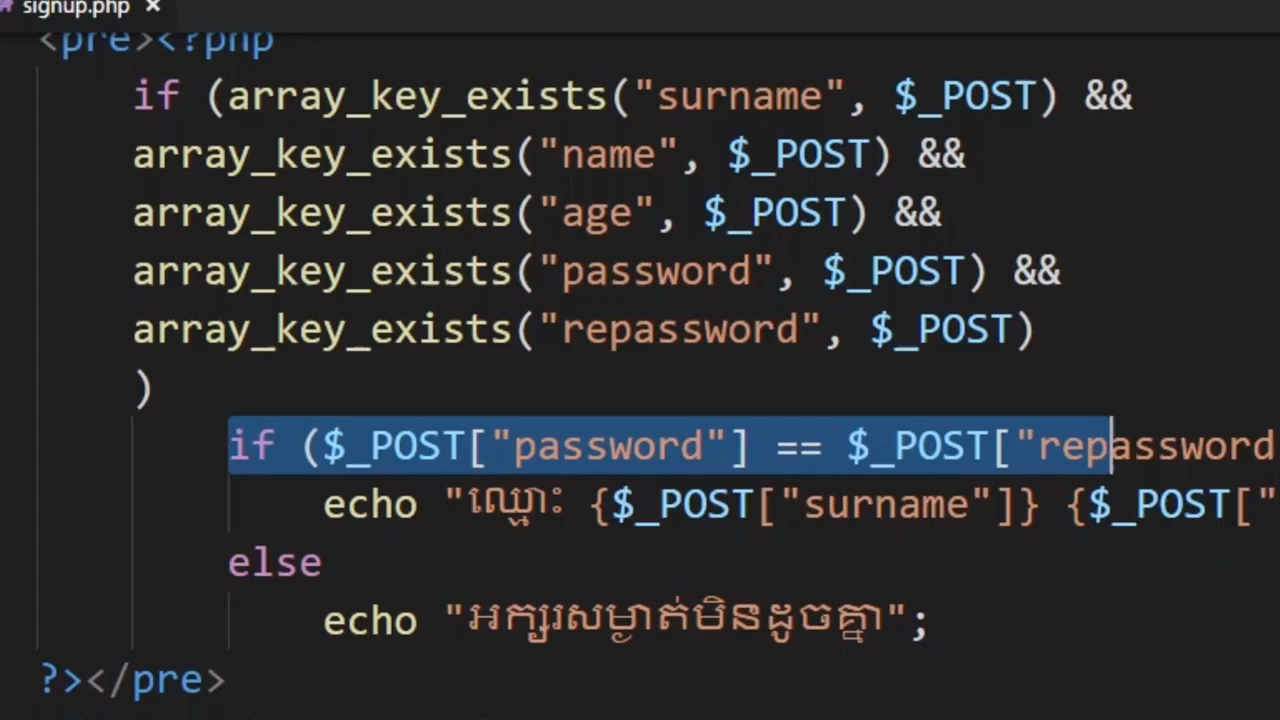 signup.php ×
<pre><?php
if (array_key_exists("surname", $_POST) &&
array_key_exists("name", $_POST) &&
array_key_exists("age", $_POST) &&
array_key_exists("password", $_POST) &&
array_key_exists("repassword", $_POST)
)
if ($_POST["password"] == $_POST["repassword
echo "ឈ្មោះ {$_POST["surname"]} {$_POST["
else
echo "អក្សរសម្ងាត់មិនដូចគ្នា";
?></pre>